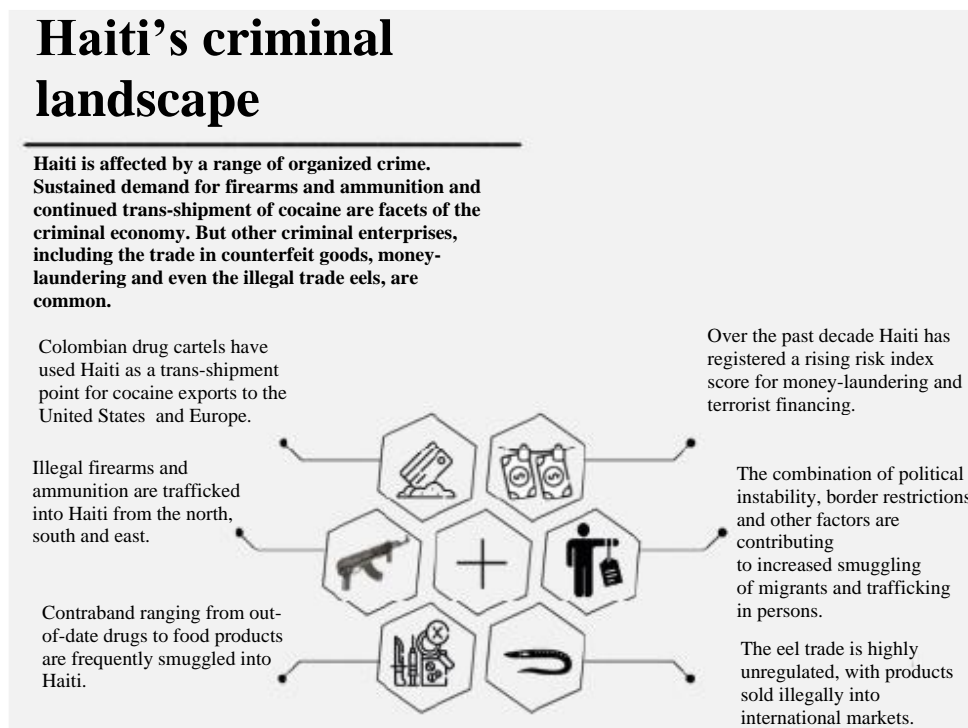 Haiti's criminal
landscape
Haiti is affected by a range of organized crime.
Sustained demand for firearms and ammunition and
continued trans-shipment of cocaine are facets of the
criminal economy. But other criminal enterprises,
including the trade in counterfeit goods, money-
laundering and even the illegal trade eels, are
common.
Colombian drug cartels have
used Haiti as a trans-shipment
point for cocaine exports to the
United States and Europe.
Illegal firearms and
ammunition are trafficked
into Haiti from the north,
south and east.
Contraband ranging from out-
of-date drugs to food products
are frequently smuggled into
Haiti.
Over the past decade Haiti has
registered a rising risk index
score for money-laundering and
terrorist financing.
The combination of political
instability, border restrictions
and other factors are
contributing
to increased smuggling
of migrants and trafficking
in persons.
The eel trade is highly
unregulated, with products
sold illegally into
international markets.